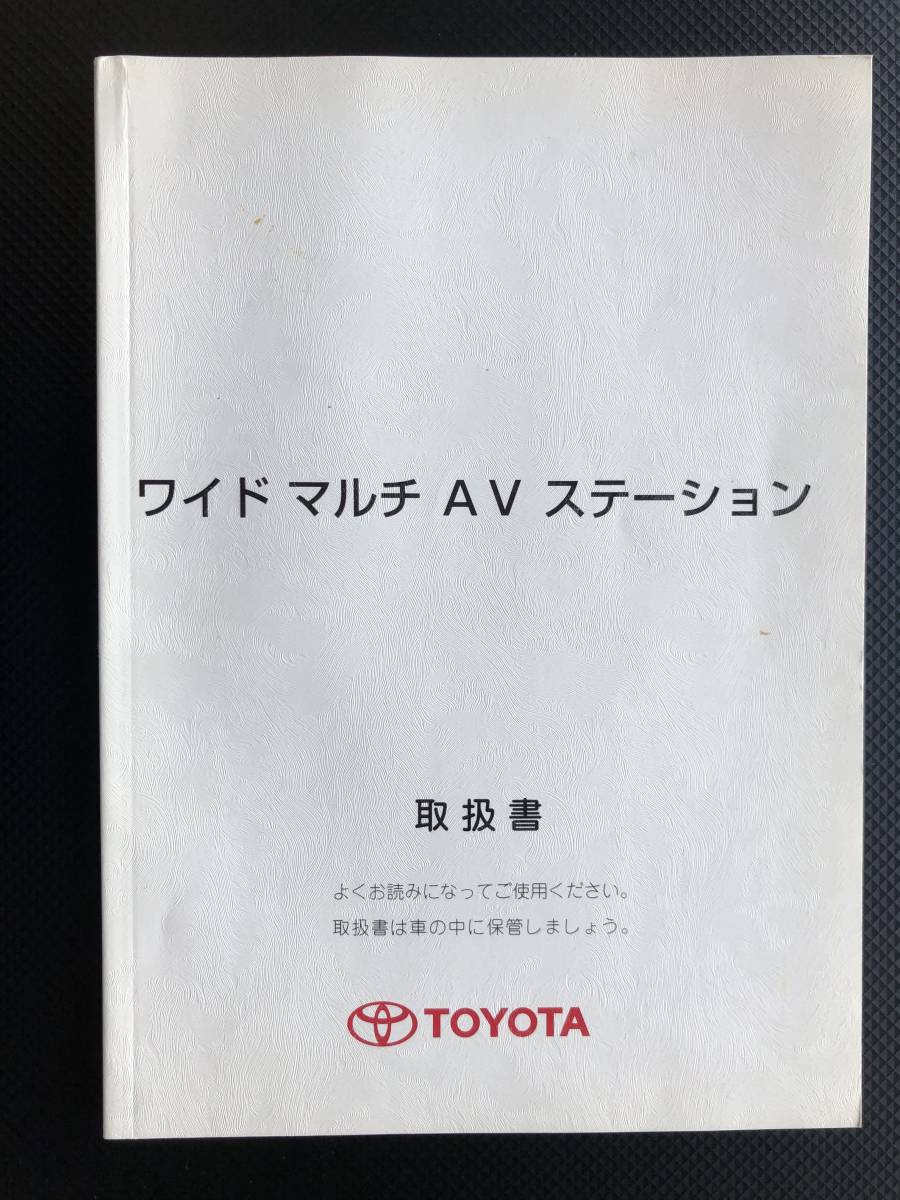 ワイド マルチ AV ステーション
取扱書
よくお読みになってご使用ください。
取扱書は車の中に保管しましょう。
TOYOTA